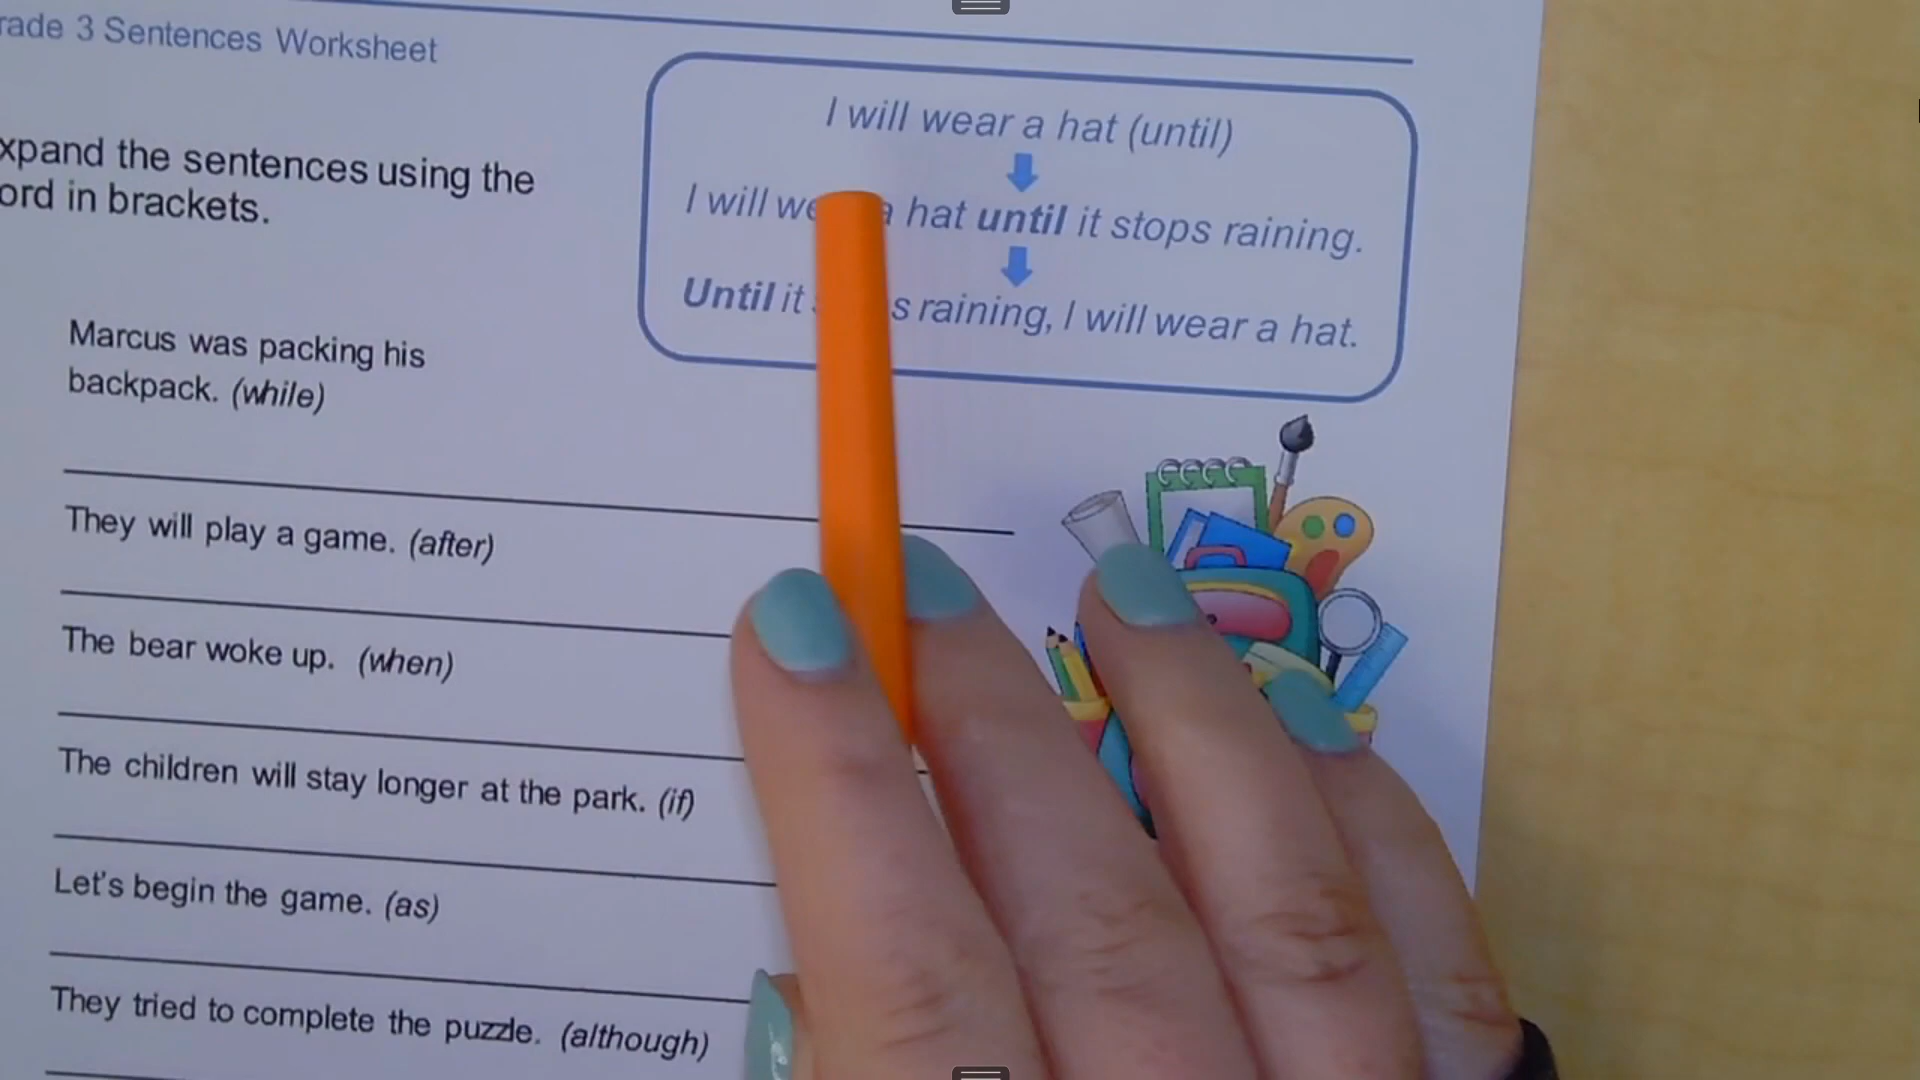 rade 3 Sentences Worksheet
xpand the sentences using the
ord in brackets.
I will wear a hat (until)
I will we a hat until it stops raining.
Until it s s raining, I will wear a hat.
Marcus was packing his
backpack. (while)
They will play a game. (after)
The bear woke up. (when)
The children will stay longer at the park. (if)
Let's begin the game. (as)
They tried to complete the puzzle. (although)